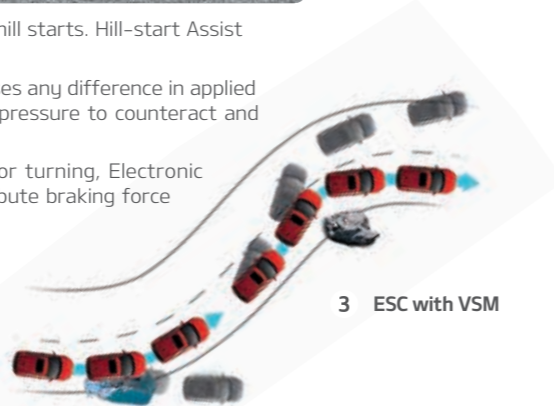 hill starts. Hill-start Assist
es any difference in applied
pressure to counteract and
or turning, Electronic
bute braking force
3 ESC with VSM